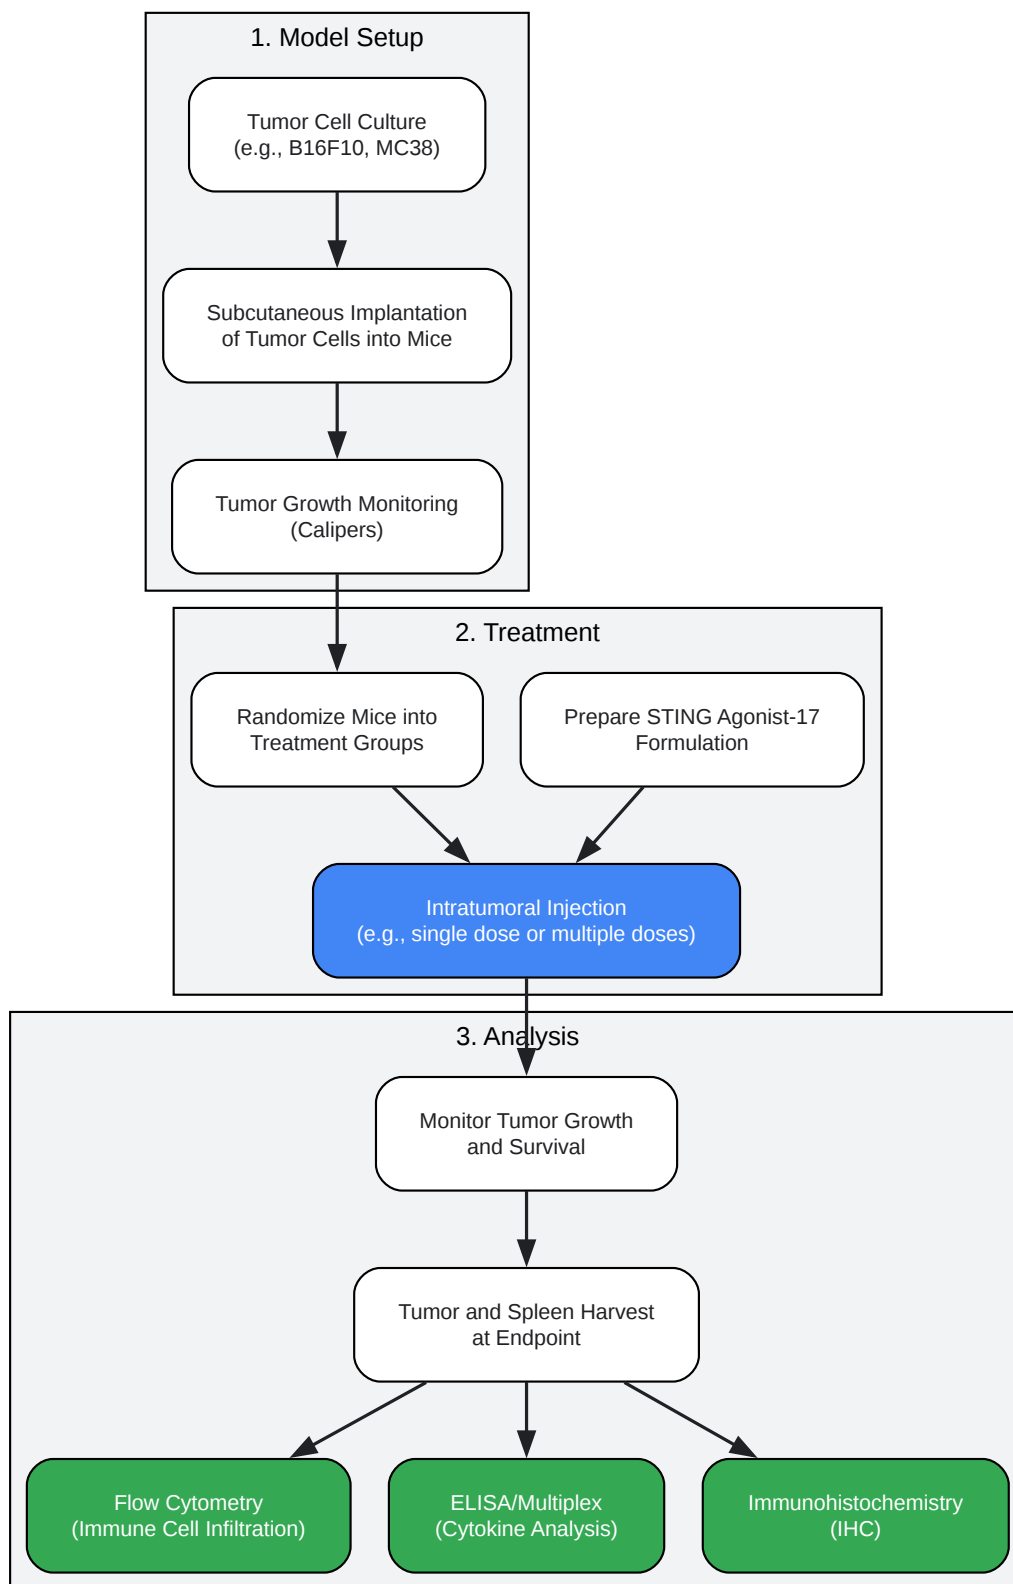 1. Model Setup
Tumor Cell Culture
(e.g., B16F10, MC38)
Subcutaneous Implantation
of Tumor Cells into Mice
Tumor Growth Monitoring
(Calipers)
2. Treatment
Randomize Mice into
Treatment Groups
Prepare STING Agonist-17
Formulation
Intratumoral Injection
(e.g., single dose or multiple doses)
3. Analysis
Monitor Tumor Growth
and Survival
Tumor and Spleen Harvest
at Endpoint
Flow Cytometry
(Immune Cell Infiltration)
ELISA/Multiplex
(Cytokine Analysis)
Immunohistochemistry
(IHC)